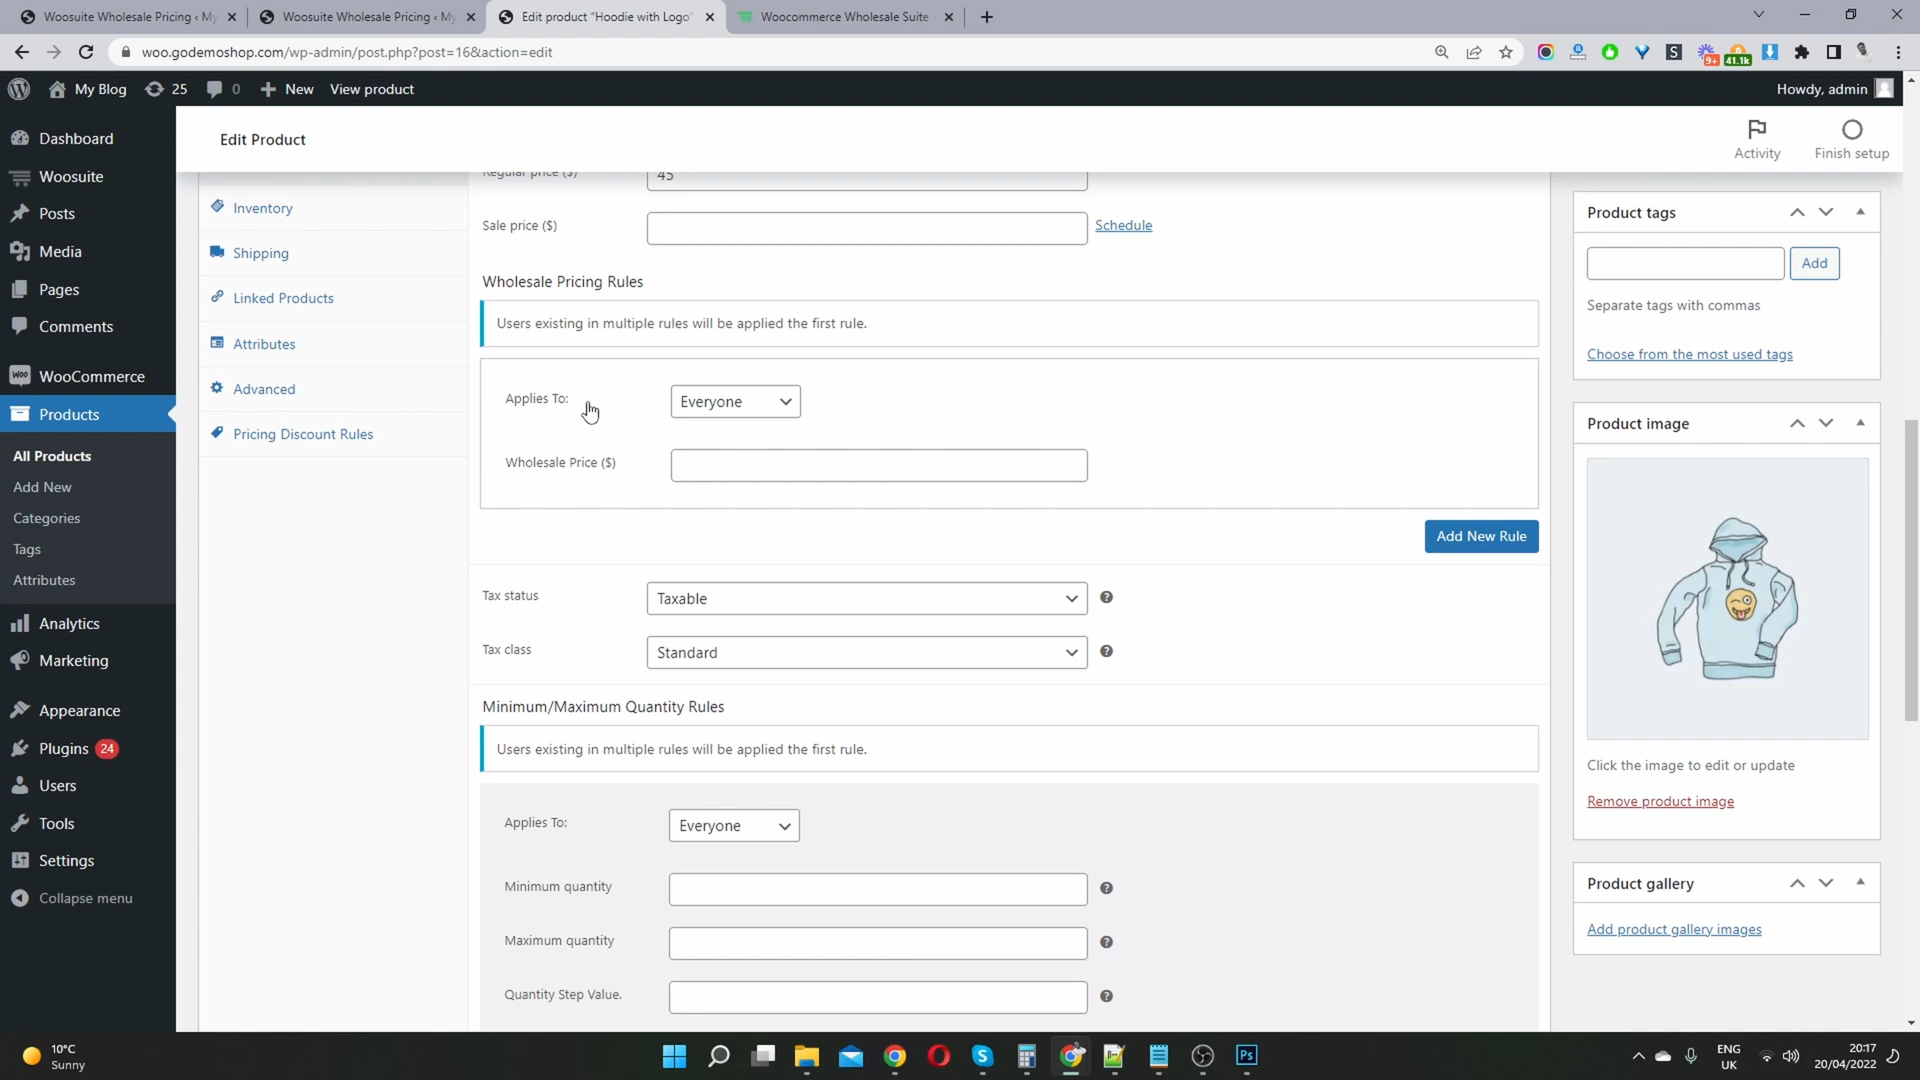 Woosuite Wholesale Pricing ‹ My
Woosuite Wholesale Pricing ‹ My
Edit product "Hoodie with Logo"
Woocommerce Wholesale Suite
woo.godemoshop.com/wp-admin/post.php?post=16&action=edit
9+
41.1k
My Blog
25
0
New
View product
Howdy, admin
Edit Product
Activity
Finish setup
Dashboard
Woosuite
Posts
Media
Pages
Comments
WooCommerce
Products
All Products
Add New
Categories
Tags
Attributes
Analytics
Marketing
Appearance
Plugins 24
Users
Tools
Settings
Collapse menu
Inventory
Shipping
Linked Products
Attributes
Advanced
Pricing Discount Rules
Regular price ($)
45
Sale price ($)
Schedule
Wholesale Pricing Rules
Users existing in multiple rules will be applied the first rule.
Applies To:
Everyone
Wholesale Price ($)
Add New Rule
Tax status
Taxable
Tax class
Standard
Minimum/Maximum Quantity Rules
Users existing in multiple rules will be applied the first rule.
Applies To:
Everyone
Minimum quantity
Maximum quantity
Quantity Step Value.
Product tags
Add
Separate tags with commas
Choose from the most used tags
Product image
Click the image to edit or update
Remove product image
Product gallery
Add product gallery images
10°C
Sunny
Ps
ENG
UK
20:17
20/04/2022